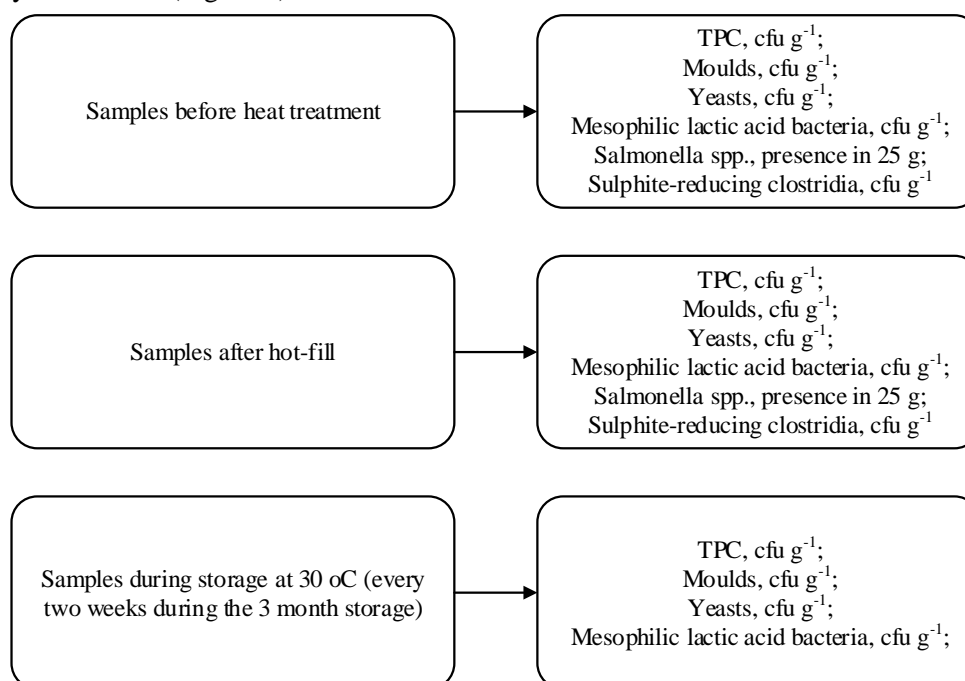 Samples before heat treatment
TPC, cfu g⁻¹;
Moulds, cfu g⁻¹;
Yeasts, cfu g⁻¹;
Mesophilic lactic acid bacteria, cfu g⁻¹;
Salmonella spp., presence in 25 g;
Sulphite-reducing clostridia, cfu g⁻¹
Samples after hot-fill
TPC, cfu g⁻¹;
Moulds, cfu g⁻¹;
Yeasts, cfu g⁻¹;
Mesophilic lactic acid bacteria, cfu g⁻¹;
Salmonella spp., presence in 25 g;
Sulphite-reducing clostridia, cfu g⁻¹
Samples during storage at 30 oC (every
two weeks during the 3 month storage)
TPC, cfu g⁻¹;
Moulds, cfu g⁻¹;
Yeasts, cfu g⁻¹;
Mesophilic lactic acid bacteria, cfu g⁻¹;